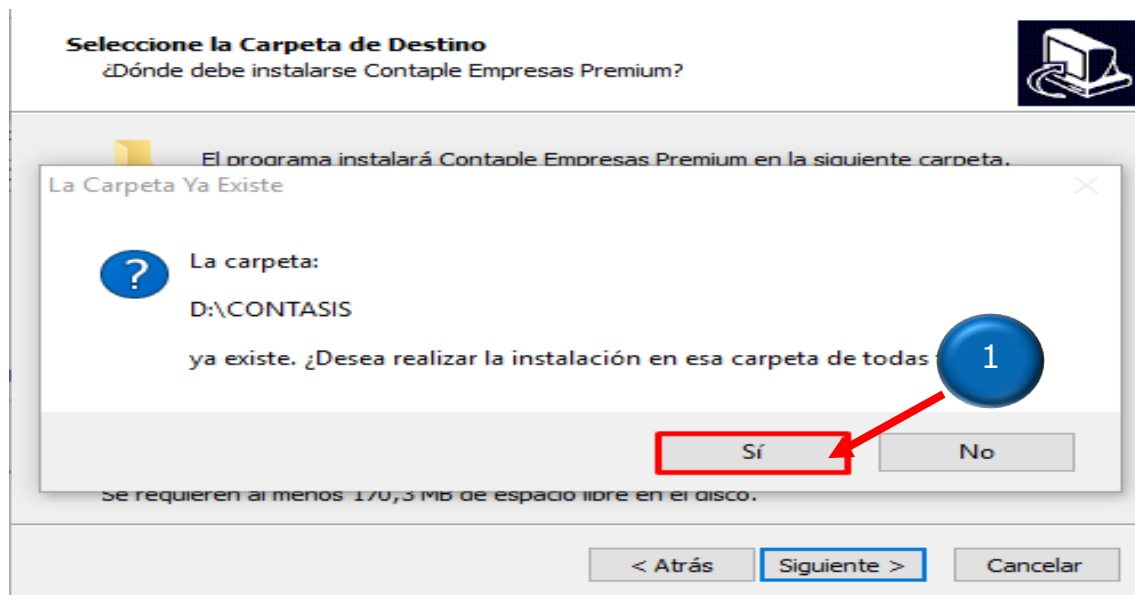 Seleccione la Carpeta de Destino
¿Dónde debe instalarse Contaple Empresas Premium?
El programa instalará Contaple Empresas Premium en la siguiente carpeta.
La Carpeta Ya Existe
?
La carpeta:
D:\CONTASIS
ya existe. ¿Desea realizar la instalación en esa carpeta de todas
1
Sí No
Se requieren al menos 170,3 MB de espacio libre en el disco.
< Atrás Siguiente > Cancelar